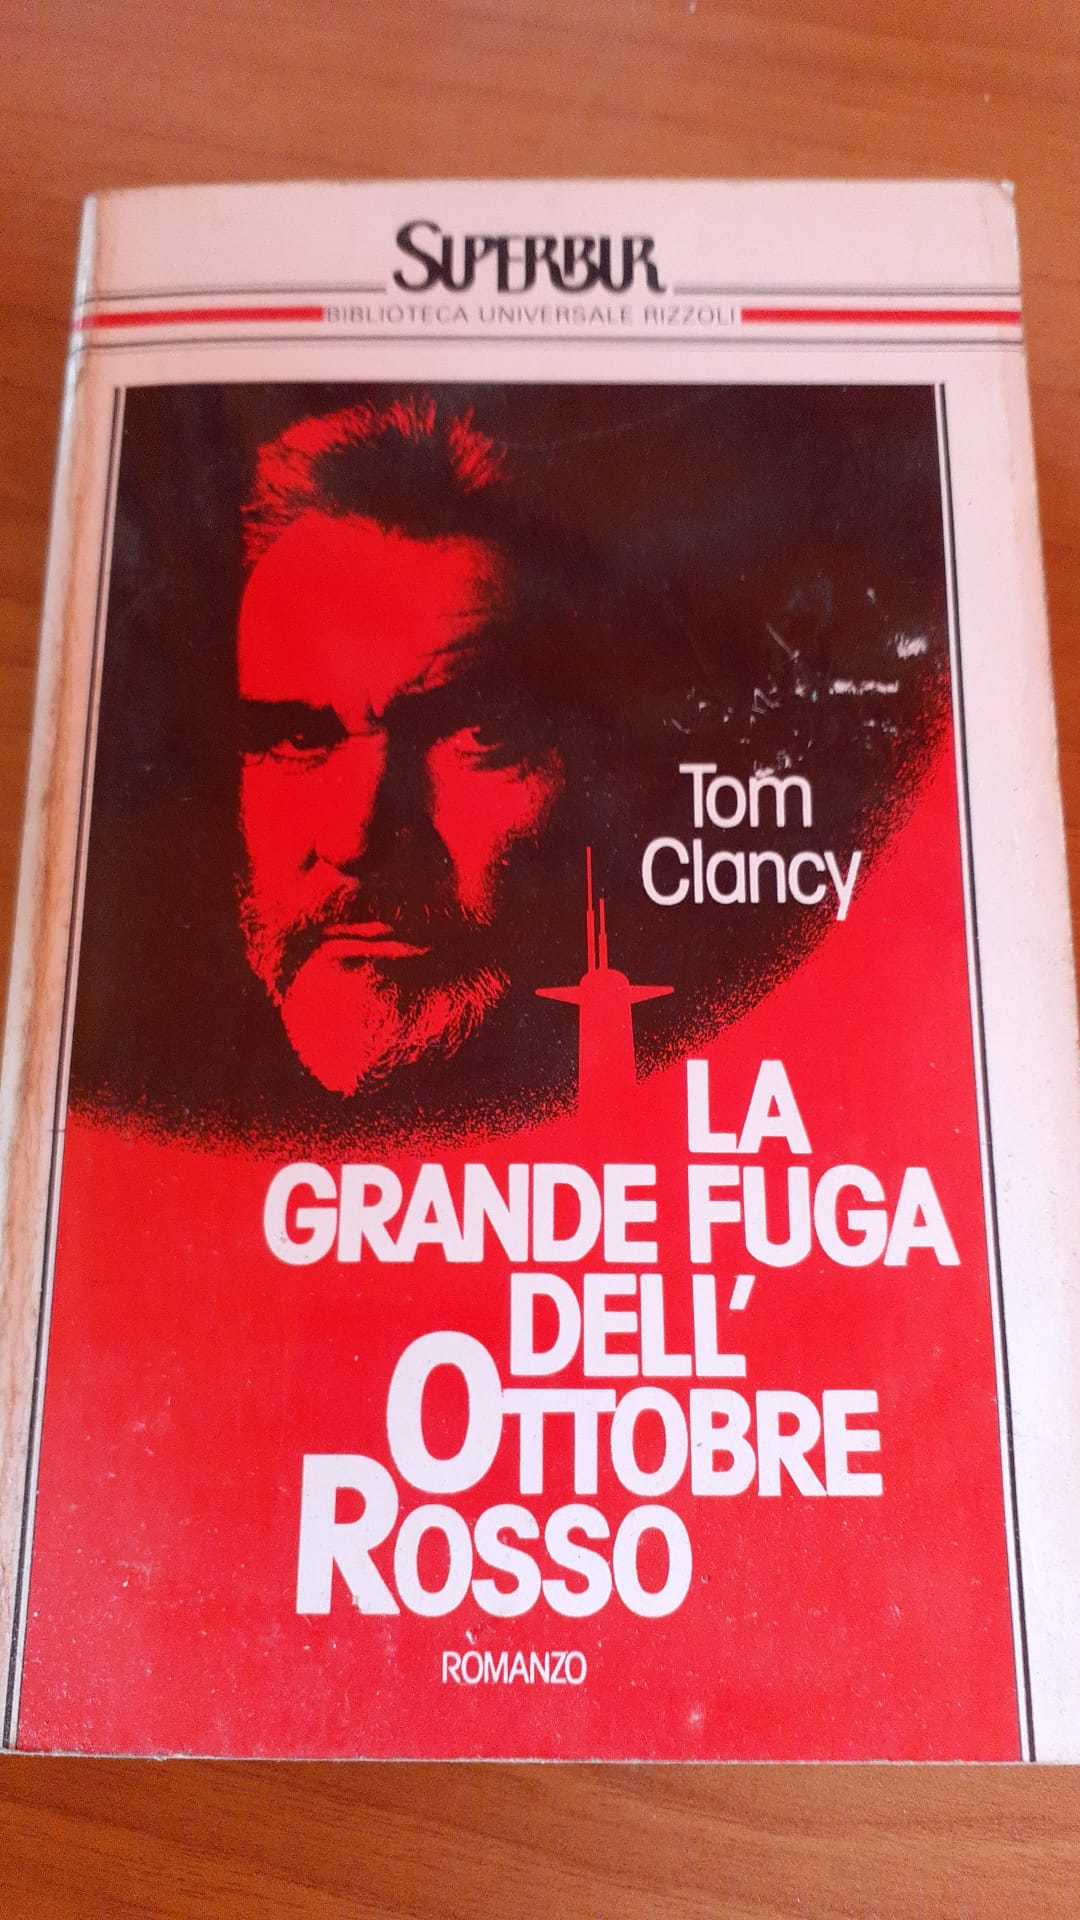 SUPERBUR
BIBLIOTECA UNIVERSALE RIZZOLI
Tom
Clancy
LA
GRANDE FUGA
DELL'
OTTOBRE
ROSSO
ROMANZO